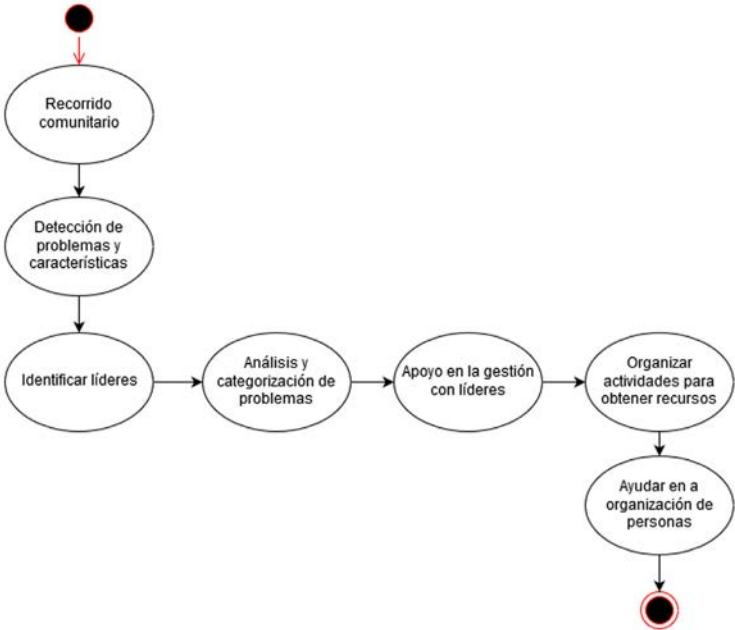 Recorrido
comunitario
Detección de
problemas y
características
Identificar líderes
Análisis y
categorización de
problemas
Apoyo en la gestión
con líderes
Organizar
actividades para
obtener recursos
Ayudar en a
organización de
personas